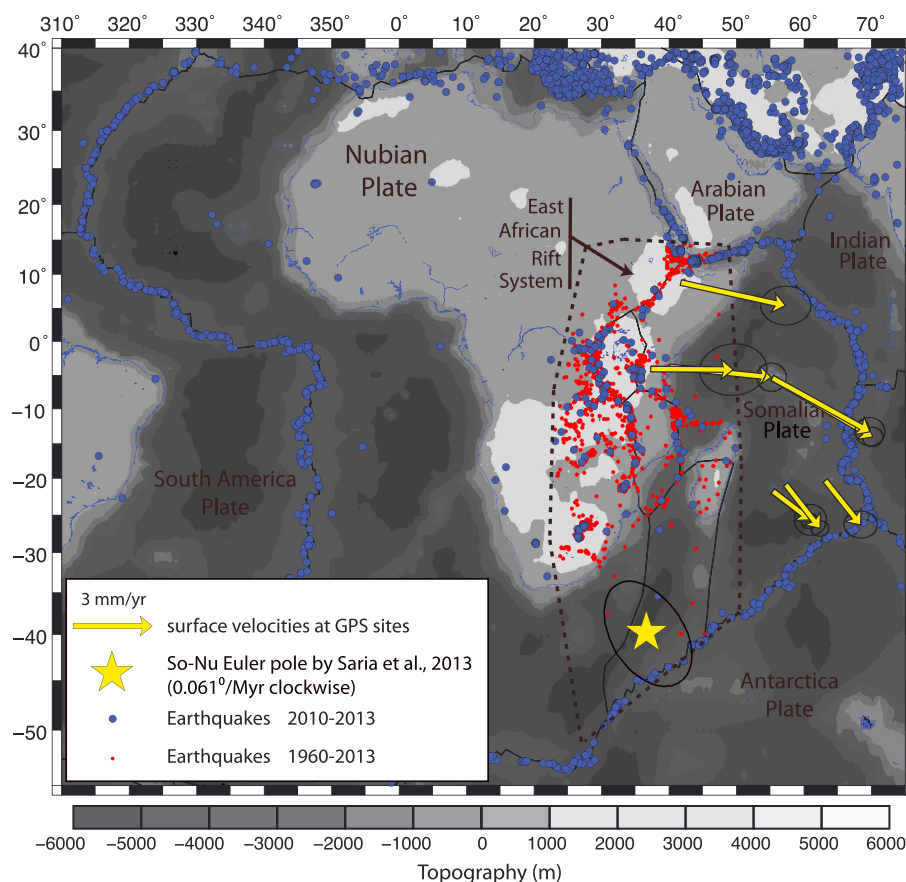 310˚ 320˚ 330˚ 340˚ 350˚ 0˚ 10˚ 20˚ 30˚ 40˚ 50˚ 60˚ 70˚
40˚
30˚
20˚
10˚
0˚
−10
−20
−30
−40
−50
Nubian
Plate
East
African
Rift
System
Arabian
Plate
Indian
Plate
Somalian
Plate
South America
Plate
Antarctica
Plate
3 mm/yr
surface velocities at GPS sites
So-Nu Euler pole by Saria et al., 2013
(0.061⁰/Myr clockwise)
Earthquakes 2010-2013
Earthquakes 1960-2013
−6000 −5000 −4000 −3000 −2000 −1000 0 1000 2000 3000 4000 5000 6000
Topography (m)